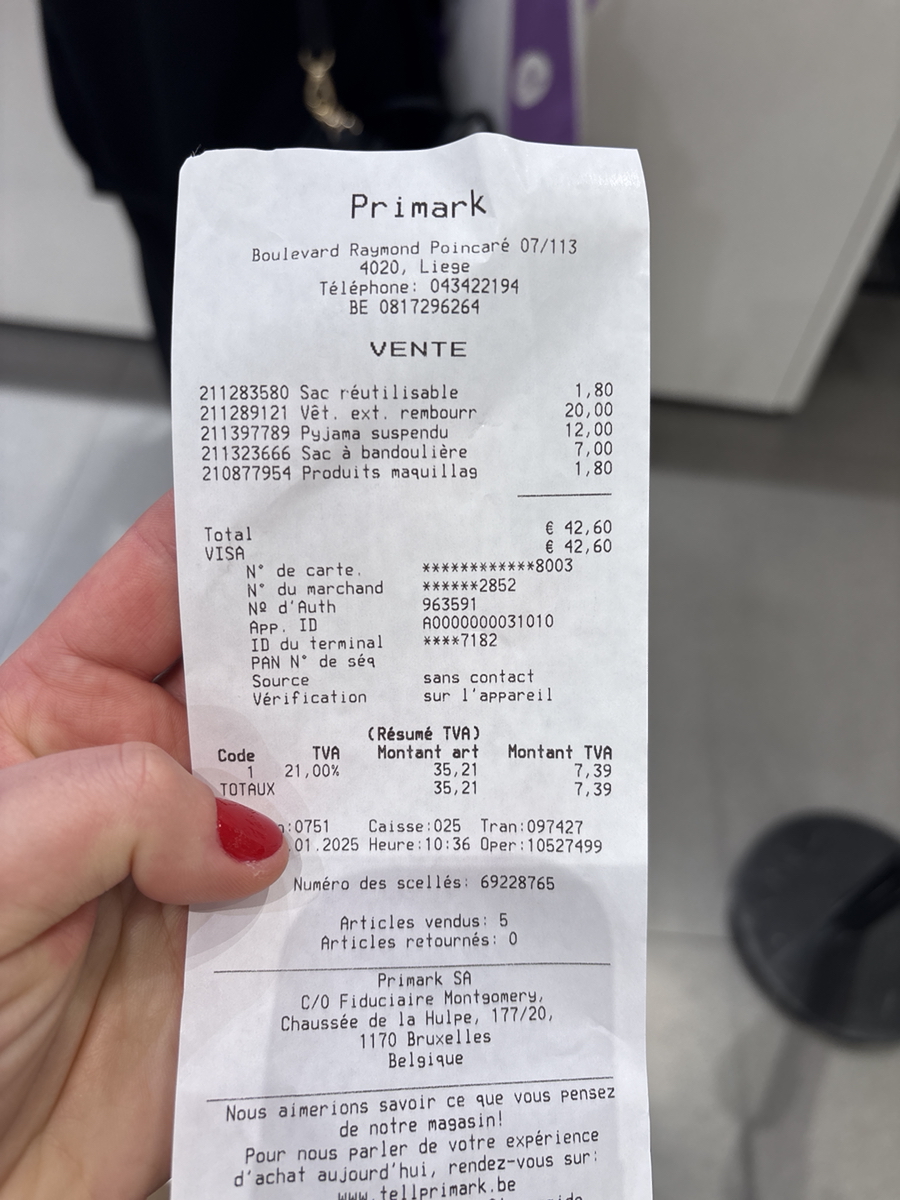 Primark
Boulevard Raymond Poincaré 07/113
4020, Liege
Téléphone: 043422194
BE 0817296264
VENTE
211283580 Sac réutilisable 1,80
211289121 Vêt. ext. rembourr 20,00
211397789 Pyjama suspendu 12,00
211323666 Sac à bandoulière 7,00
210877954 Produits maquillag 1,80
Total € 42,60
VISA € 42,60
N° de carte. ************8003
N° du marchand ******2852
Nº d'Auth 963591
App. ID A0000000031010
ID du terminal ****7182
PAN N° de séq
Source sans contact
Vérification sur l'appareil
(Résumé TVA)
Code TVA Montant art Montant TVA
1 21,00% 35,21 7,39
TOTAUX 35,21 7,39
:0751 Caisse:025 Tran:097427
.01.2025 Heure:10:36 Oper:10527499
Numéro des scellés: 69228765
Articles vendus: 5
Articles retournés: 0
Primark SA
C/O Fiduciaire Montgomery,
Chaussée de la Hulpe, 177/20,
1170 Bruxelles
Belgique
Nous aimerions savoir ce que vous pensez
de notre magasin!
Pour nous parler de votre expérience
d'achat aujourd'hui, rendez-vous sur:
www.tellprimark.be